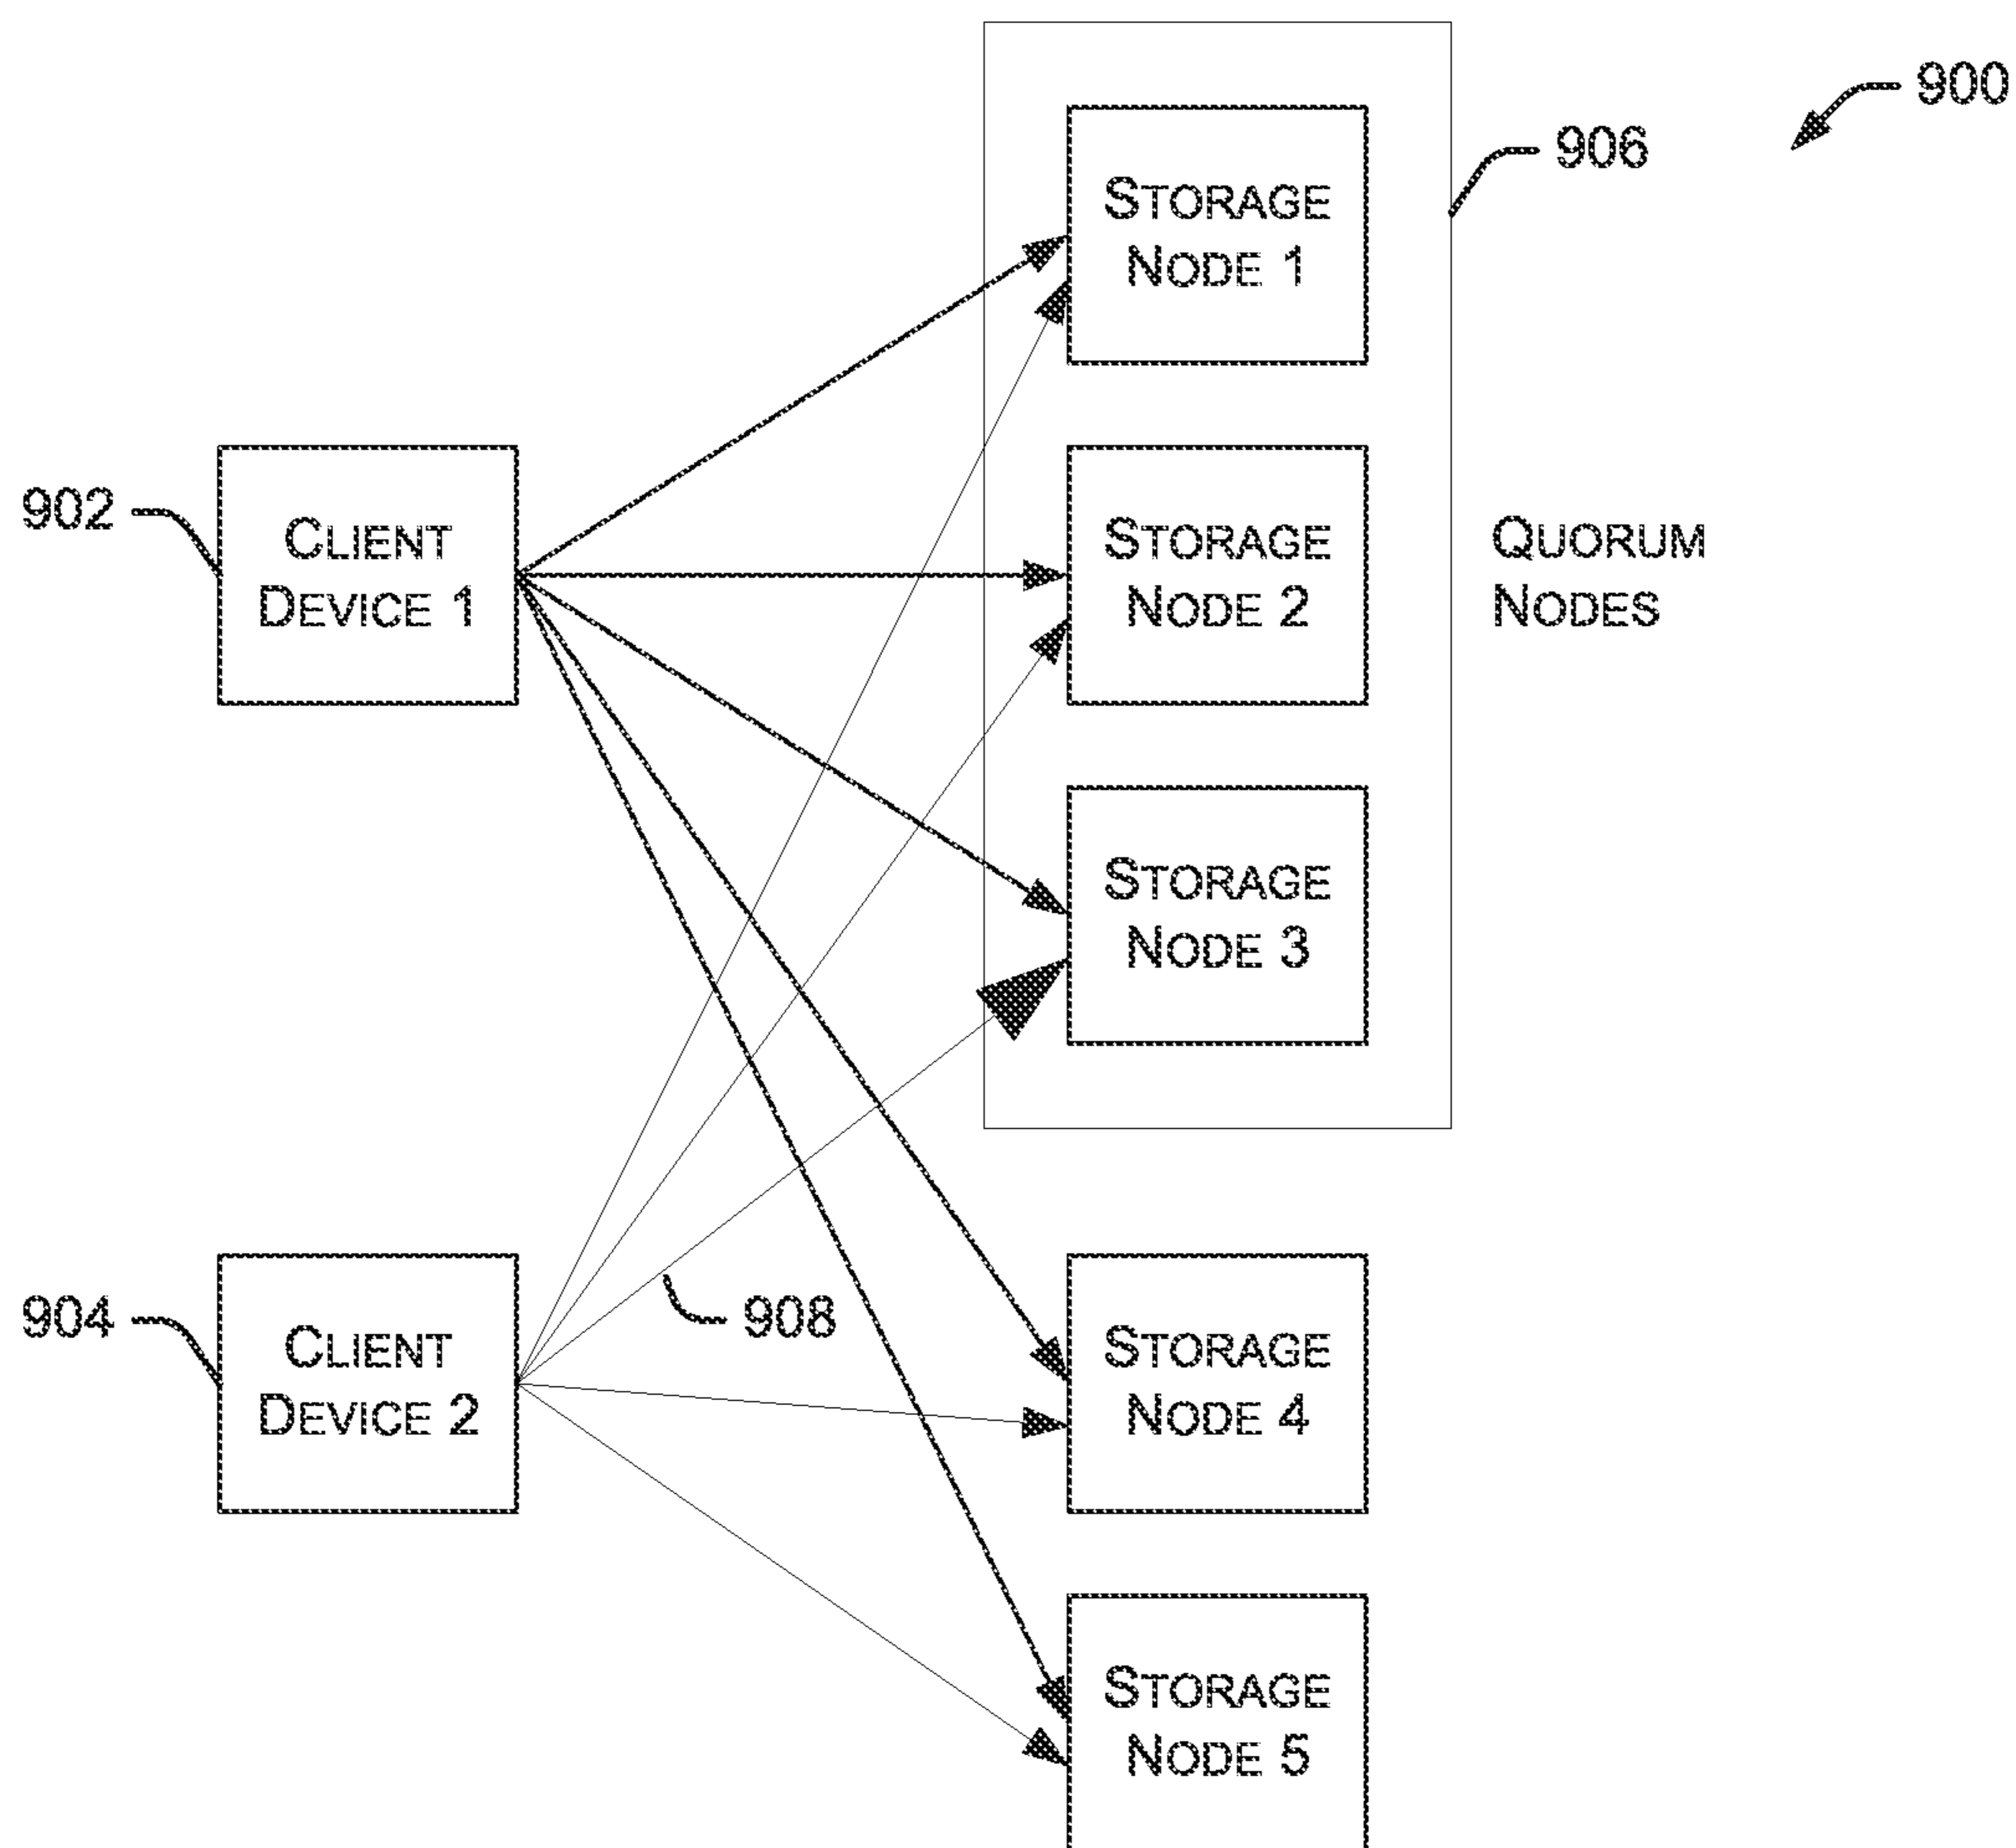 900
906
STORAGE
NODE 1
902
CLIENT
DEVICE 1
STORAGE
NODE 2
QUORUM
NODES
STORAGE
NODE 3
904
CLIENT
DEVICE 2
908
STORAGE
NODE 4
STORAGE
NODE 5